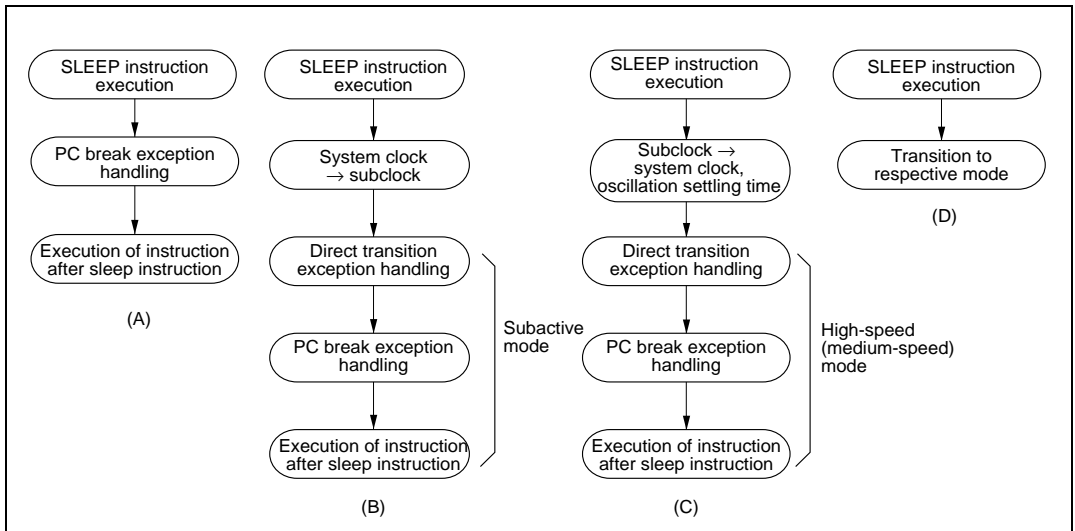 SLEEP instruction
execution
PC break exception
handling
Execution of instruction
after sleep instruction
(A)
SLEEP instruction
execution
System clock
→ subclock
Direct transition
exception handling
PC break exception
handling
Execution of instruction
after sleep instruction
Subactive
mode
(B)
SLEEP instruction
execution
Subclock →
system clock,
oscillation settling time
Direct transition
exception handling
PC break exception
handling
Execution of instruction
after sleep instruction
High-speed
(medium-speed)
mode
(C)
SLEEP instruction
execution
Transition to
respective mode
(D)